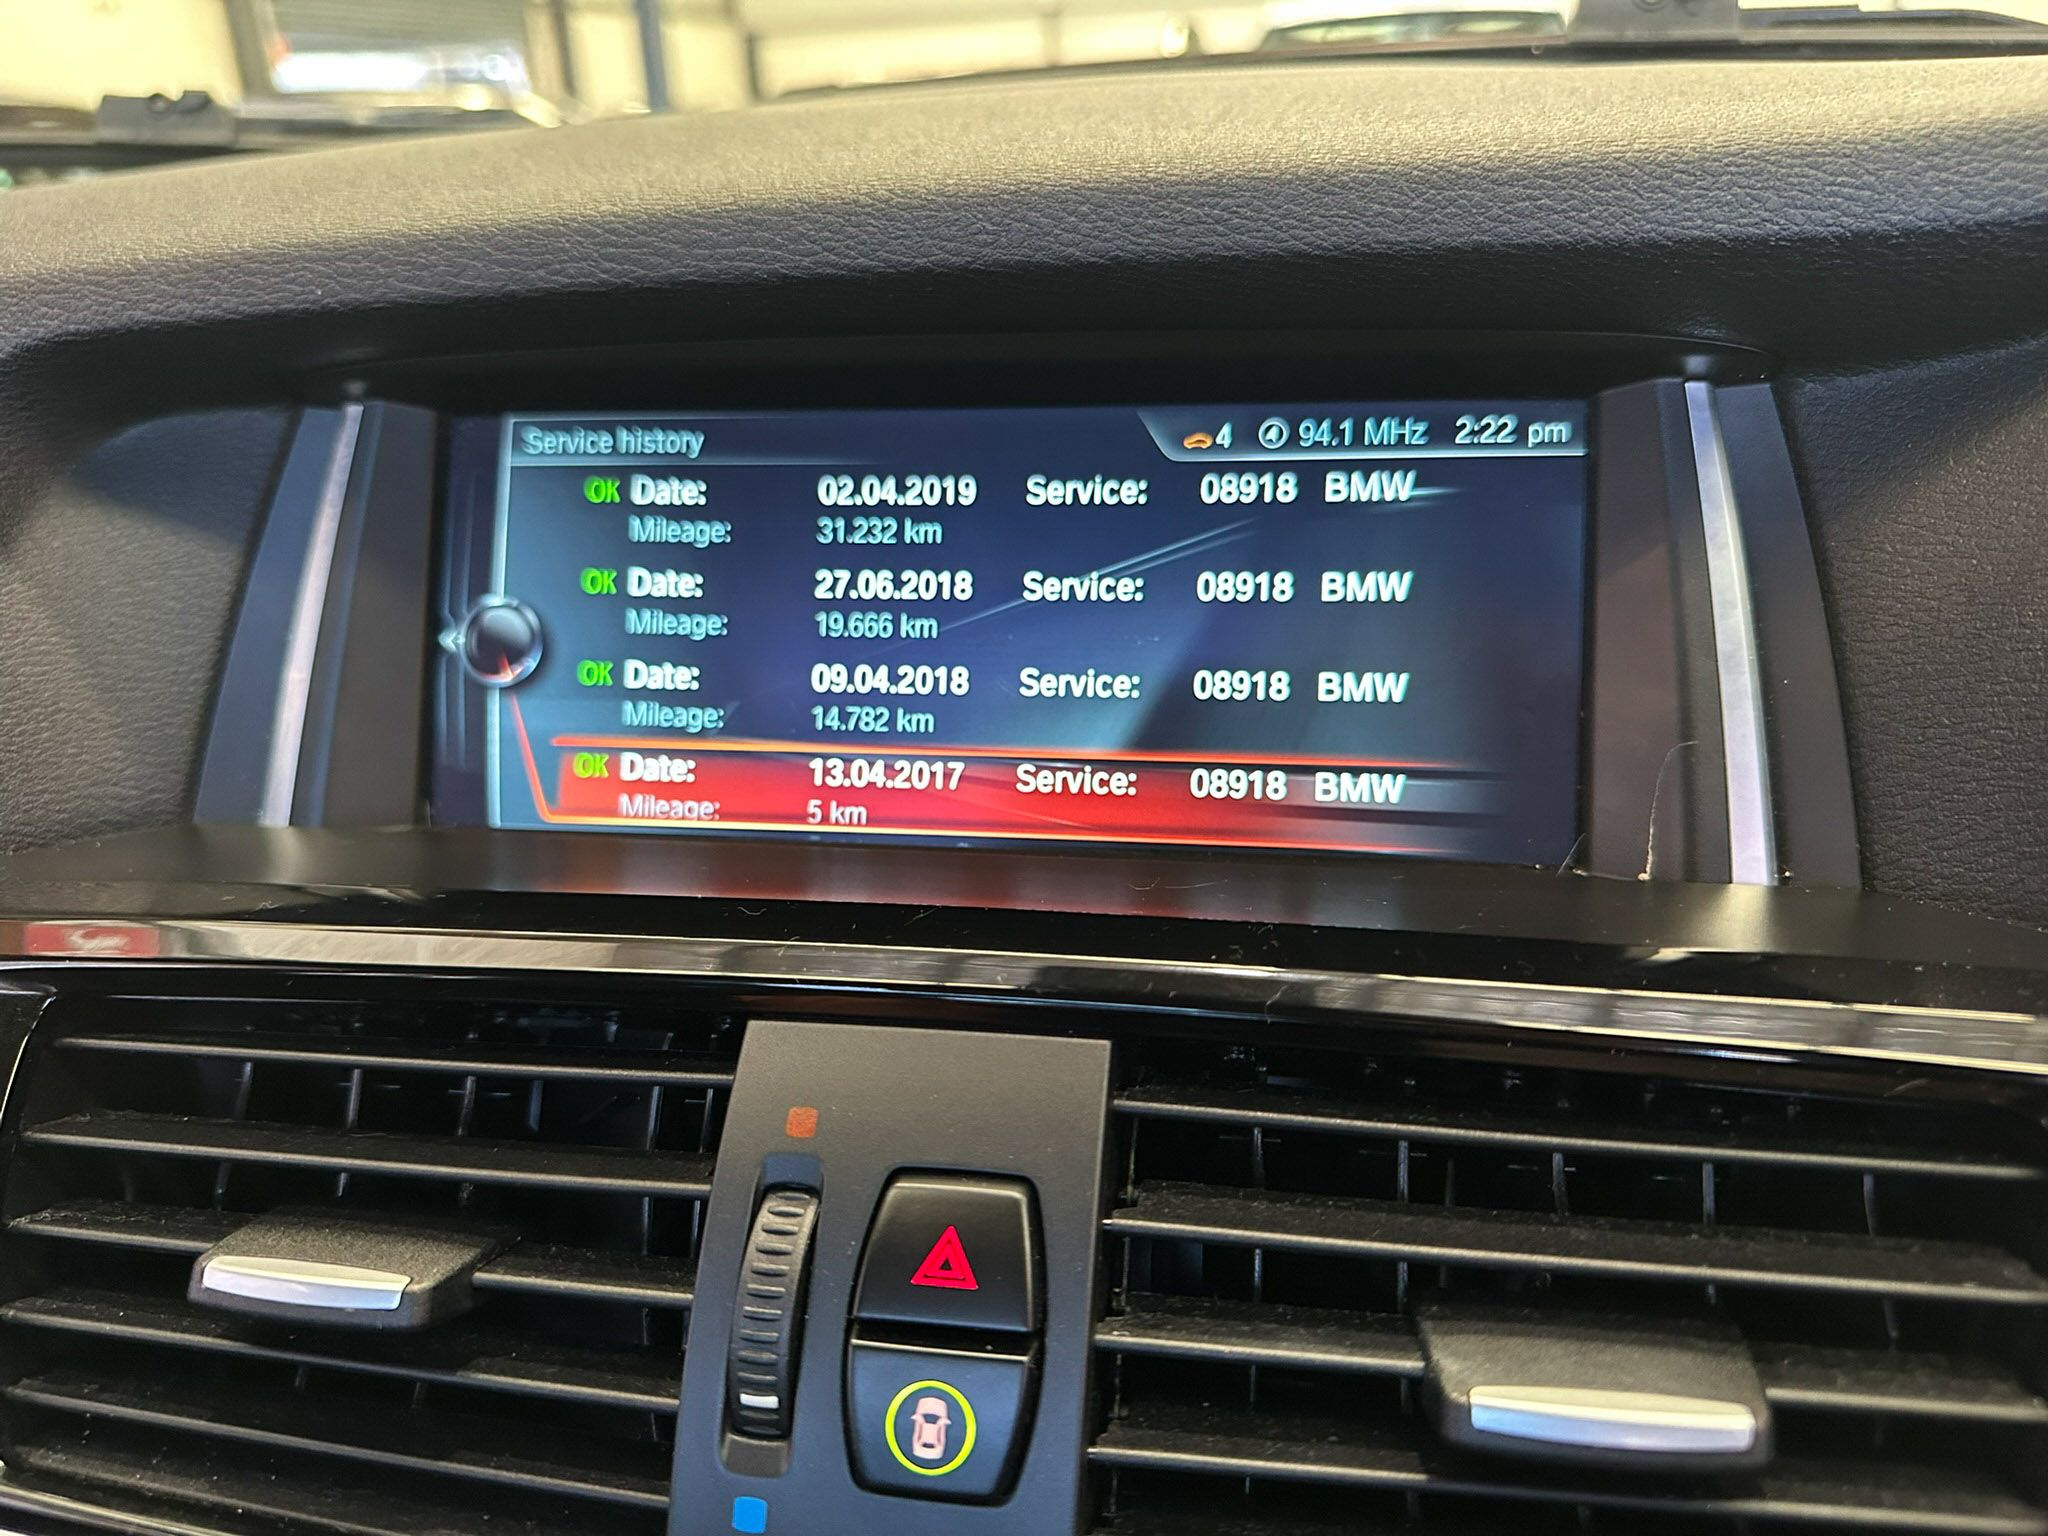 Service history 4 94.1 MHz 2:22 pm
OK Date: 02.04.2019 Service: 08918 BMW
Mileage: 31.232 km
OK Date: 27.06.2018 Service: 08918 BMW
Mileage: 19.666 km
OK Date: 09.04.2018 Service: 08918 BMW
Mileage: 14.782 km
OK Date: 13.04.2017 Service: 08918 BMW
Mileage: 5 km